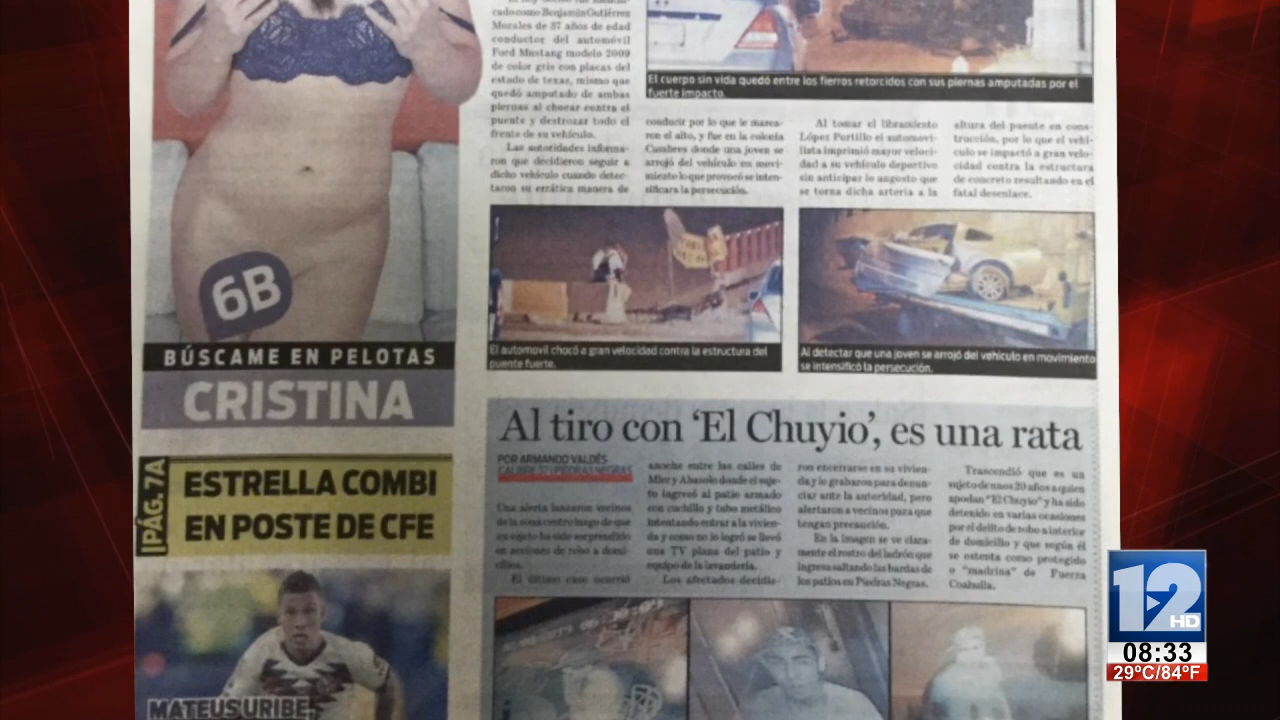 cado como Benjamín Gutiérrez
Morales de 37 años de edad
conductor del automóvil
Ford Mustang modelo 2009
de color gris con placas del
estado de texas, mismo que
quedó amputado de ambas
piernas al chocar contra el
puente y destrozar todo el
frente de su vehículo.
Las autoridades informa-
ron que decidieron seguir a
dicho vehículo cuando detec-
taron su errática manera de
El cuerpo sin vida quedó entre los fierros retorcidos con sus piernas amputadas por el
fuerte impacto.
conducir por lo que le marca-
ron el alto, y fue en la colonia
Cumbres donde una joven se
arrojó del vehículo en movi-
miento lo que provocó se inten-
sificara la persecución.
Al tomar el libramiento
López Portillo el automovi-
lista imprimió mayor veloci-
dad a su vehículo deportivo
sin anticipar lo angosto que
se torna dicha arteria a la
altura del puente en cons-
trucción, por lo que el vehí-
culo se impactó a gran velo-
cidad contra la estructura
de concreto resultando en el
fatal desenlace.
El automovil chocó a gran velocidad contra la estructura del
puente fuerte.
Al detectar que una joven se arrojó del vehículo en movimiento
se intensificó la persecución.
6B
BÚSCAME EN PELOTAS
CRISTINA
PÁG. 7A
ESTRELLA COMBI
EN POSTE DE CFE
MATEUS URIBE,
Al tiro con ‘El Chuyio’, es una rata
POR ARMANDO VALDÉS
CALIBRE 57 | PIEDRAS NEGRAS
Una alerta lanzaron vecinos
de la zona centro luego de que
un sujeto ha sido sorprendido
en acciones de robo a domi-
cilios.
El último caso ocurrió
anoche entre las calles de
Mier y Abasolo donde el suje-
to ingresó al patio armado
con cuchillo y tubo metálico
intentando entrar a la vivien-
da y como no lo logró se llevó
una TV plana del patio y
equipo de la lavandería.
Los afectados decidie-
ron encerrarse en su vivien-
da y lo grabaron para denun-
ciar ante la autoridad, pero
alertaron a vecinos para que
tengan precaución.
En la imagen se ve clara-
mente el rostro del ladrón que
ingresa saltando las bardas de
los patios en Piedras Negras.
Trascendió que es un
sujeto de unos 20 años a quien
apodan "El Chuyio" y ha sido
detenido en varias ocasiones
por el delito de robo a interior
de domicilio y que según él
se ostenta como protegido
o "madrina" de Fuerza
Coahuila.
12
HD
08:33
29ºC/84ºF